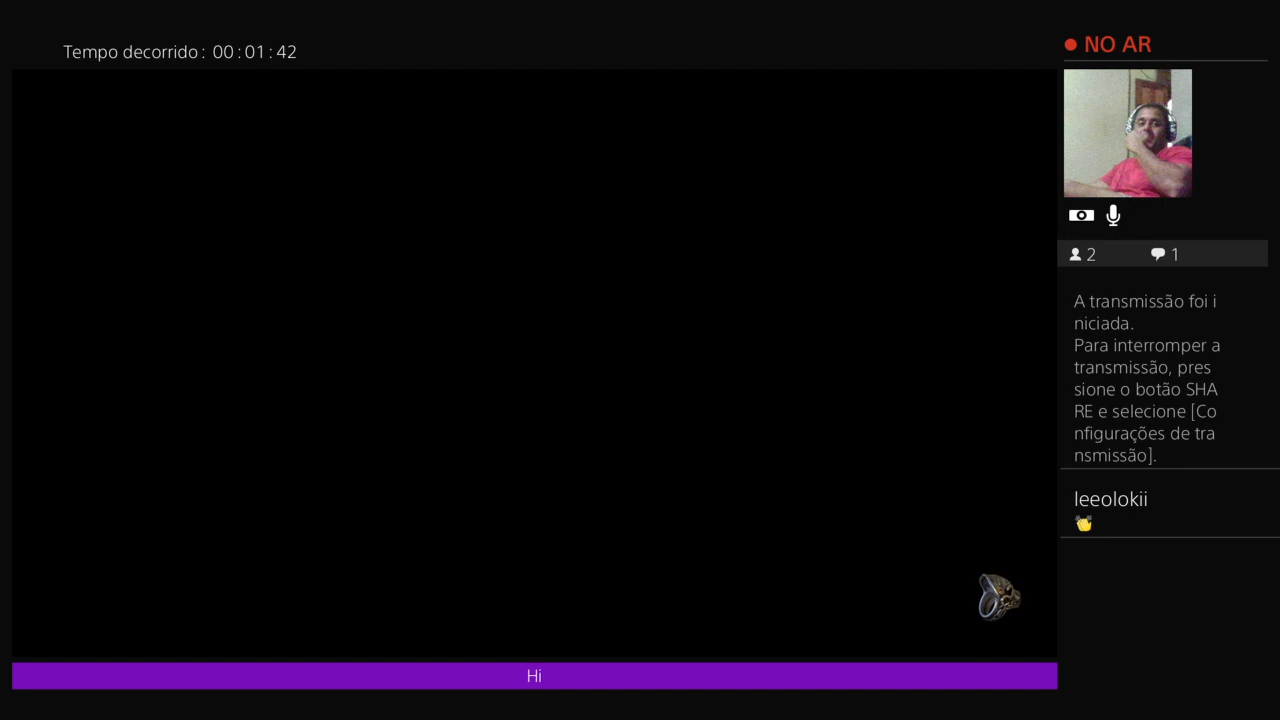 Tempo decorrido : 00 : 01 : 42
NO AR
2 1
A transmissão foi i
niciada.
Para interromper a
transmissão, pres
sione o botão SHA
RE e selecione [Co
nfigurações de tra
nsmissão].
leeolokii
👏
Hi